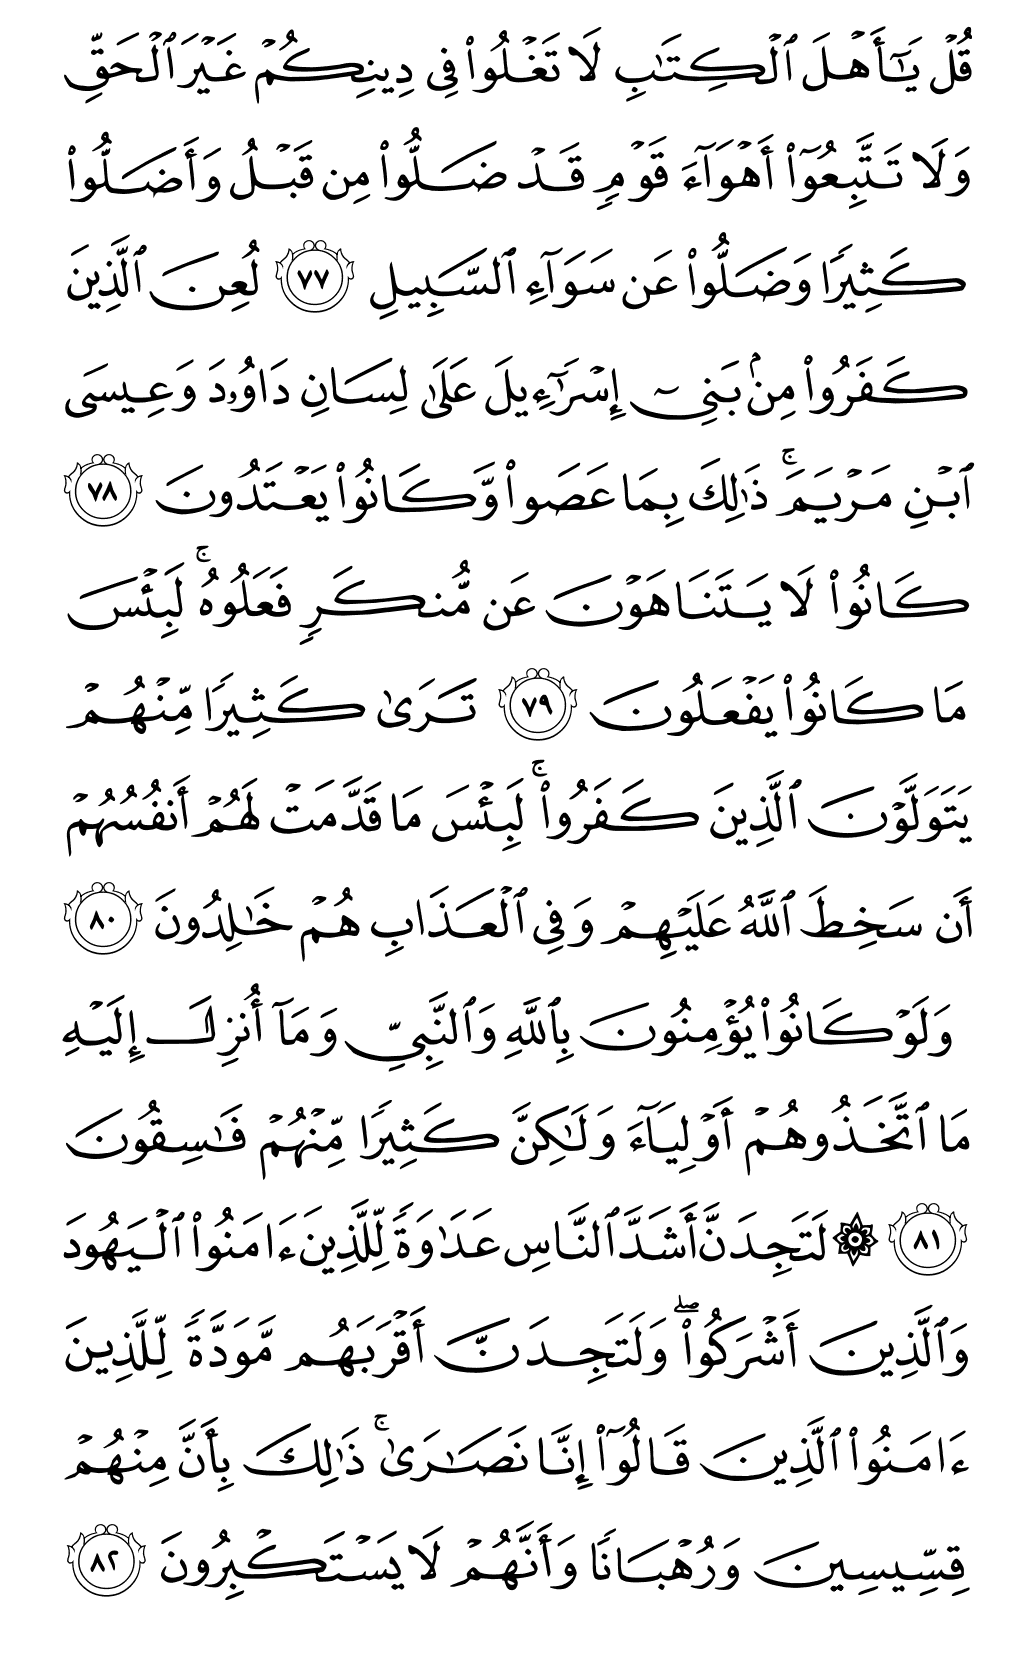 قُلۡ يَٰٓأَهۡلَ ٱلۡكِتَٰبِ لَا تَغۡلُواْ فِي دِينِكُمۡ غَيۡرَ ٱلۡحَقِّ
وَلَا تَتَّبِعُوٓاْ أَهۡوَآءَ قَوۡمٖ قَدۡ ضَلُّواْ مِن قَبۡلُ وَأَضَلُّواْ
كَثِيرٗا وَضَلُّواْ عَن سَوَآءِ ٱلسَّبِيلِ ٧٧ لُعِنَ ٱلَّذِينَ
كَفَرُواْ مِنۢ بَنِيٓ إِسۡرَٰٓءِيلَ عَلَىٰ لِسَانِ دَاوُۥدَ وَعِيسَى
ٱبۡنِ مَرۡيَمَۚ ذَٰلِكَ بِمَا عَصَواْ وَّكَانُواْ يَعۡتَدُونَ ٧٨
كَانُواْ لَا يَتَنَاهَوۡنَ عَن مُّنكَرٖ فَعَلُوهُۚ لَبِئۡسَ
مَا كَانُواْ يَفۡعَلُونَ ٧٩ تَرَىٰ كَثِيرٗا مِّنۡهُمۡ
يَتَوَلَّوۡنَ ٱلَّذِينَ كَفَرُواْۚ لَبِئۡسَ مَا قَدَّمَتۡ لَهُمۡ أَنفُسُهُمۡ
أَن سَخِطَ ٱللَّهُ عَلَيۡهِمۡ وَفِي ٱلۡعَذَابِ هُمۡ خَٰلِدُونَ ٨٠
وَلَوۡ كَانُواْ يُؤۡمِنُونَ بِٱللَّهِ وَٱلنَّبِيِّ وَمَآ أُنزِلَ إِلَيۡهِ
مَا ٱتَّخَذُوهُمۡ أَوۡلِيَآءَ وَلَٰكِنَّ كَثِيرٗا مِّنۡهُمۡ فَٰسِقُونَ
٨١ ۞ لَتَجِدَنَّ أَشَدَّ ٱلنَّاسِ عَدَٰوَةٗ لِّلَّذِينَ ءَامَنُواْ ٱلۡيَهُودَ
وَٱلَّذِينَ أَشۡرَكُواْۖ وَلَتَجِدَنَّ أَقۡرَبَهُم مَّوَدَّةٗ لِّلَّذِينَ
ءَامَنُواْ ٱلَّذِينَ قَالُوٓاْ إِنَّا نَصَٰرَىٰۚ ذَٰلِكَ بِأَنَّ مِنۡهُمۡ
قِسِّيسِينَ وَرُهۡبَانٗا وَأَنَّهُمۡ لَا يَسۡتَكۡبِرُونَ ٨٢